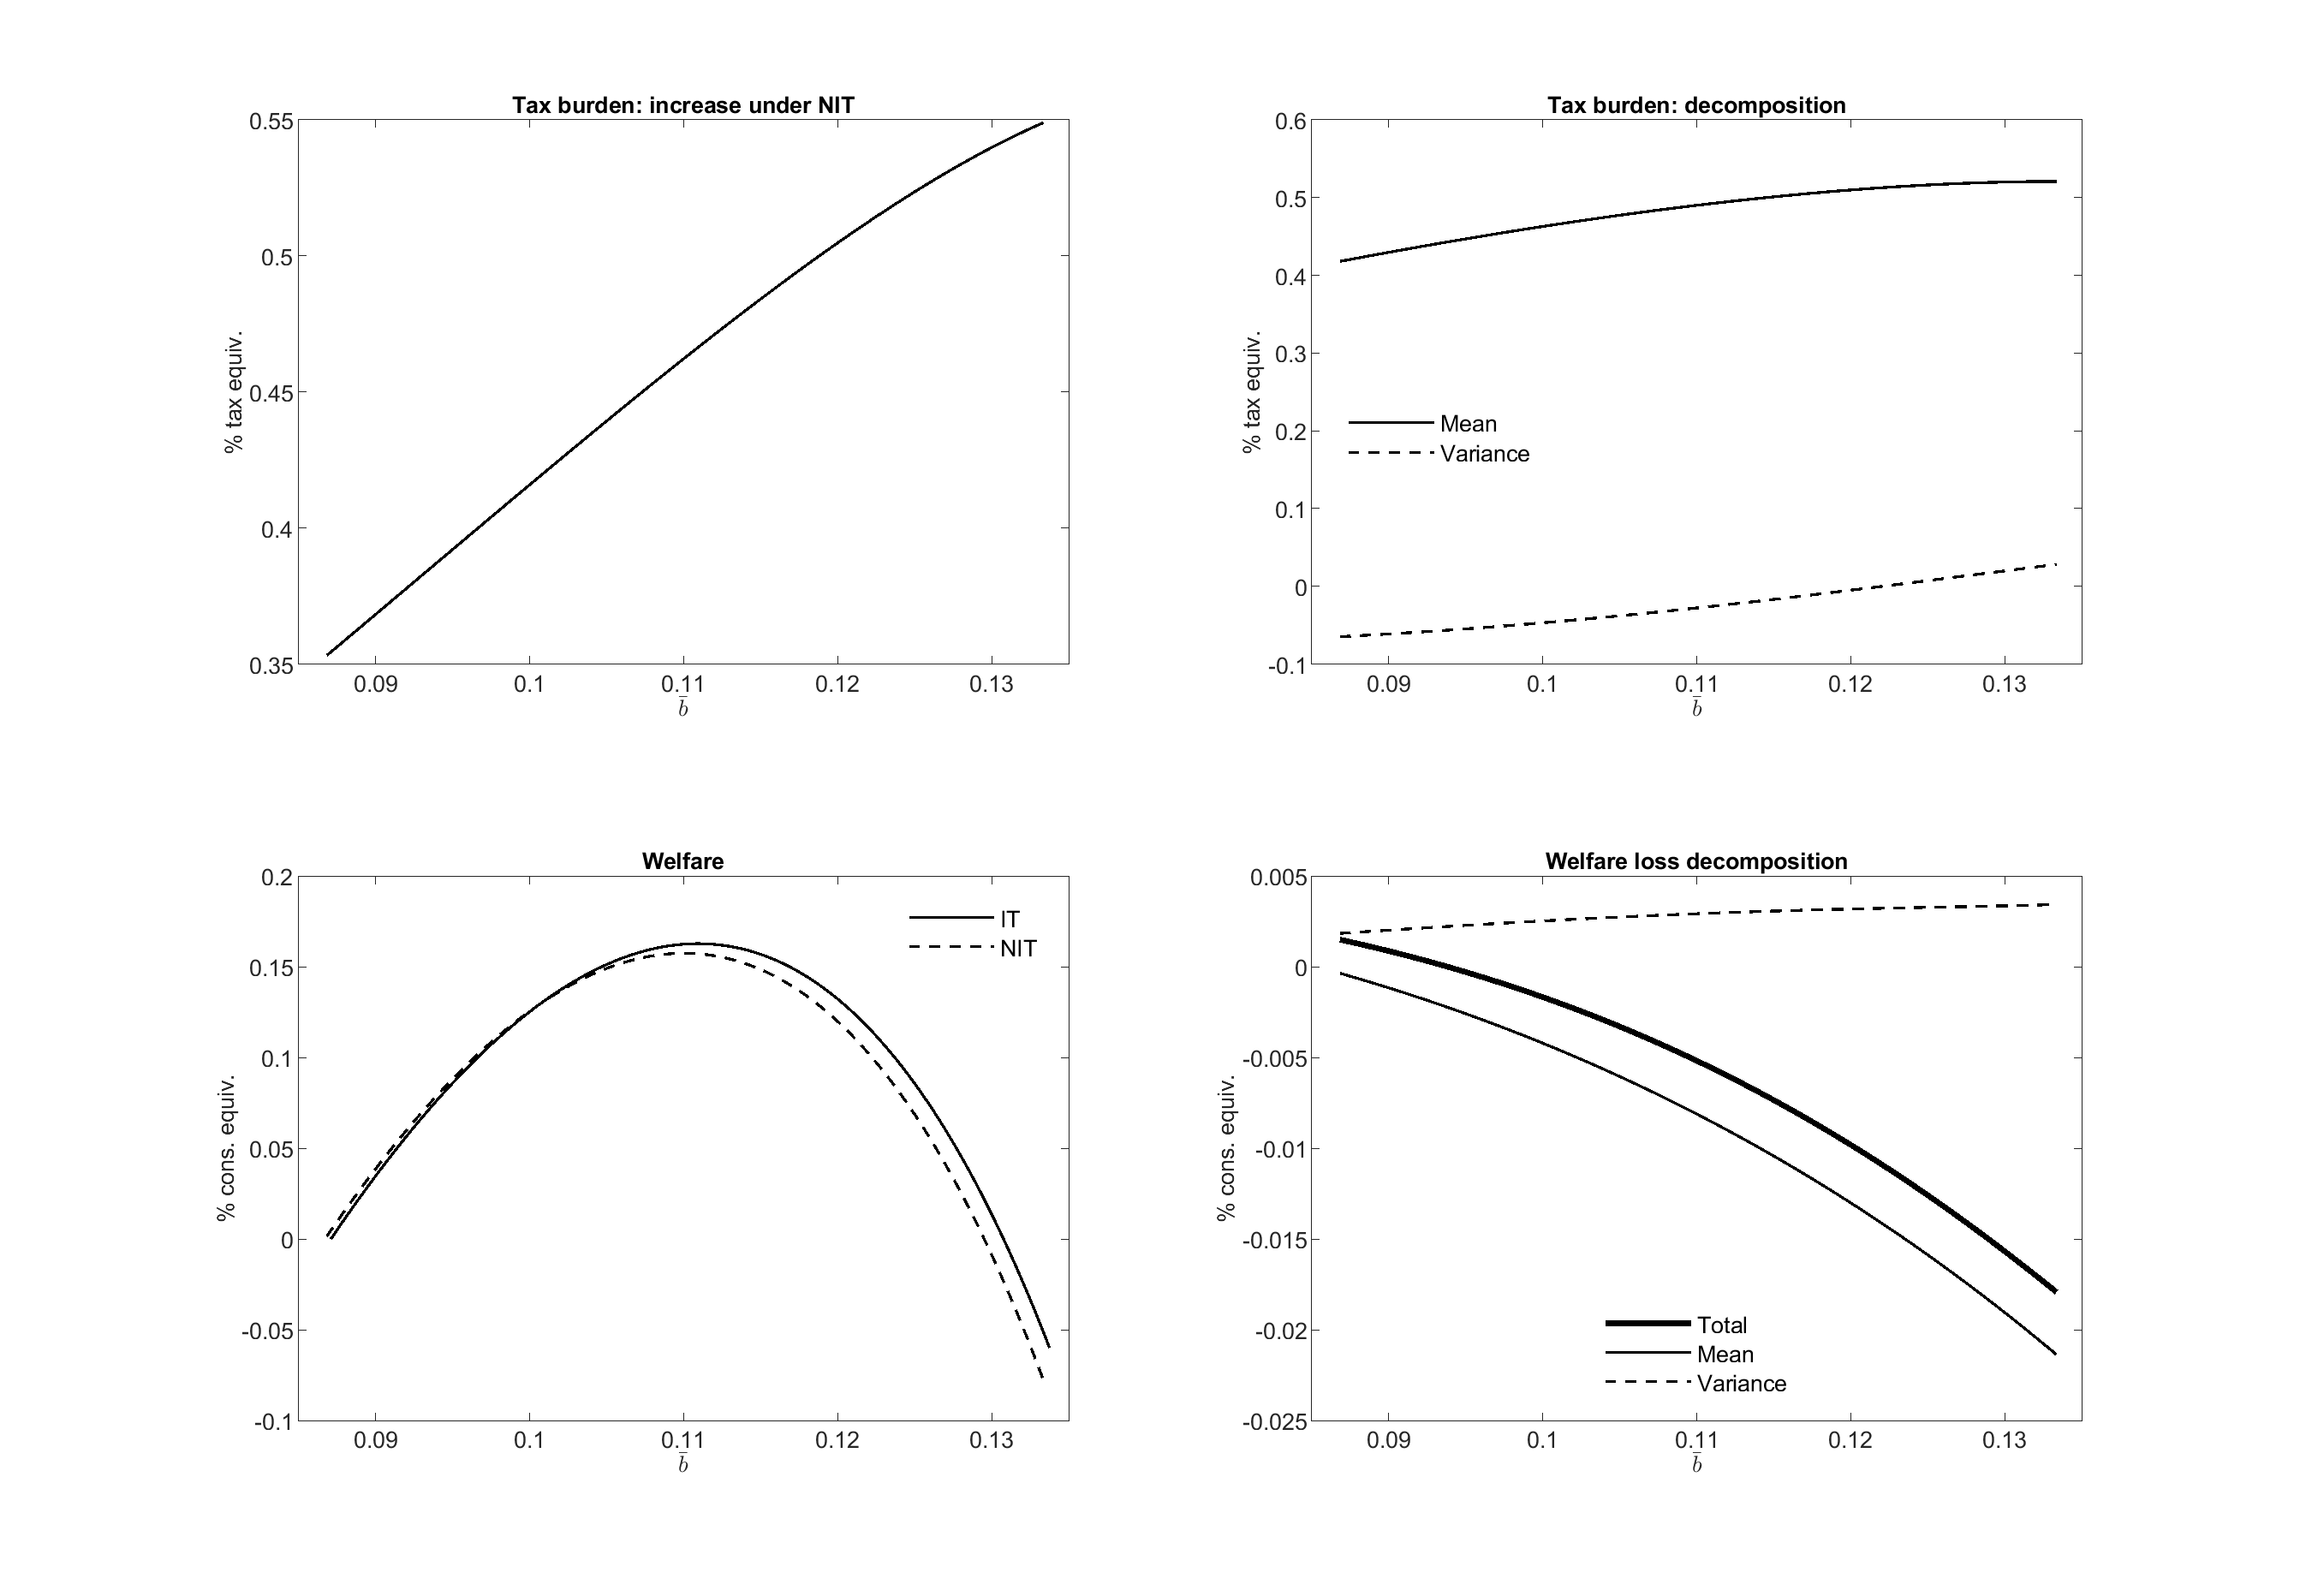 Tax burden: increase under NIT
0.55
0.5
0.45
0.4
0.35
% tax equiv.
0.09 0.1 0.11 0.12 0.13
b̄
Tax burden: decomposition
0.6
0.5
0.4
0.3
0.2
0.1
0
-0.1
% tax equiv.
Mean
Variance
0.09 0.1 0.11 0.12 0.13
b̄
Welfare
0.2
0.15
0.1
0.05
0
-0.05
-0.1
% cons. equiv.
IT
NIT
0.09 0.1 0.11 0.12 0.13
b̄
Welfare loss decomposition
0.005
0
-0.005
-0.01
-0.015
-0.02
-0.025
% cons. equiv.
Total
Mean
Variance
0.09 0.1 0.11 0.12 0.13
b̄